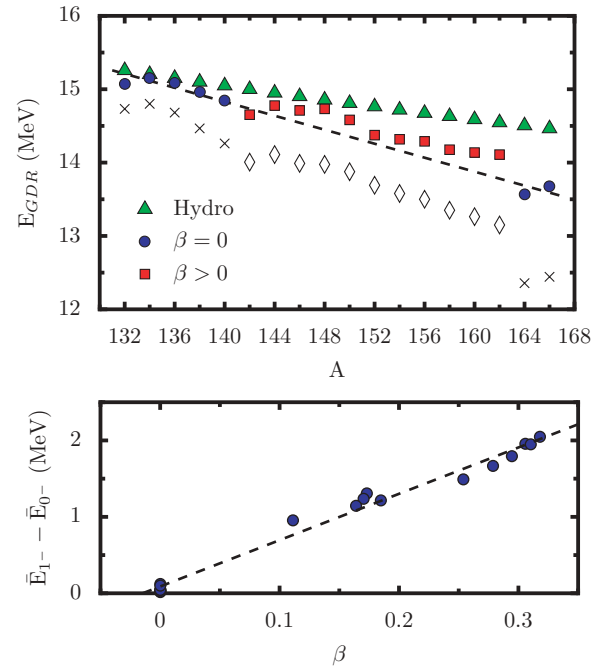 16
15
14
13
12
E_{GDR} (MeV)
Hydro
β = 0
β > 0
132 136 140 144 148 152 156 160 164 168
A
2
1
0
Ē_{1^-} − Ē_{0^-} (MeV)
0 0.1 0.2 0.3
β